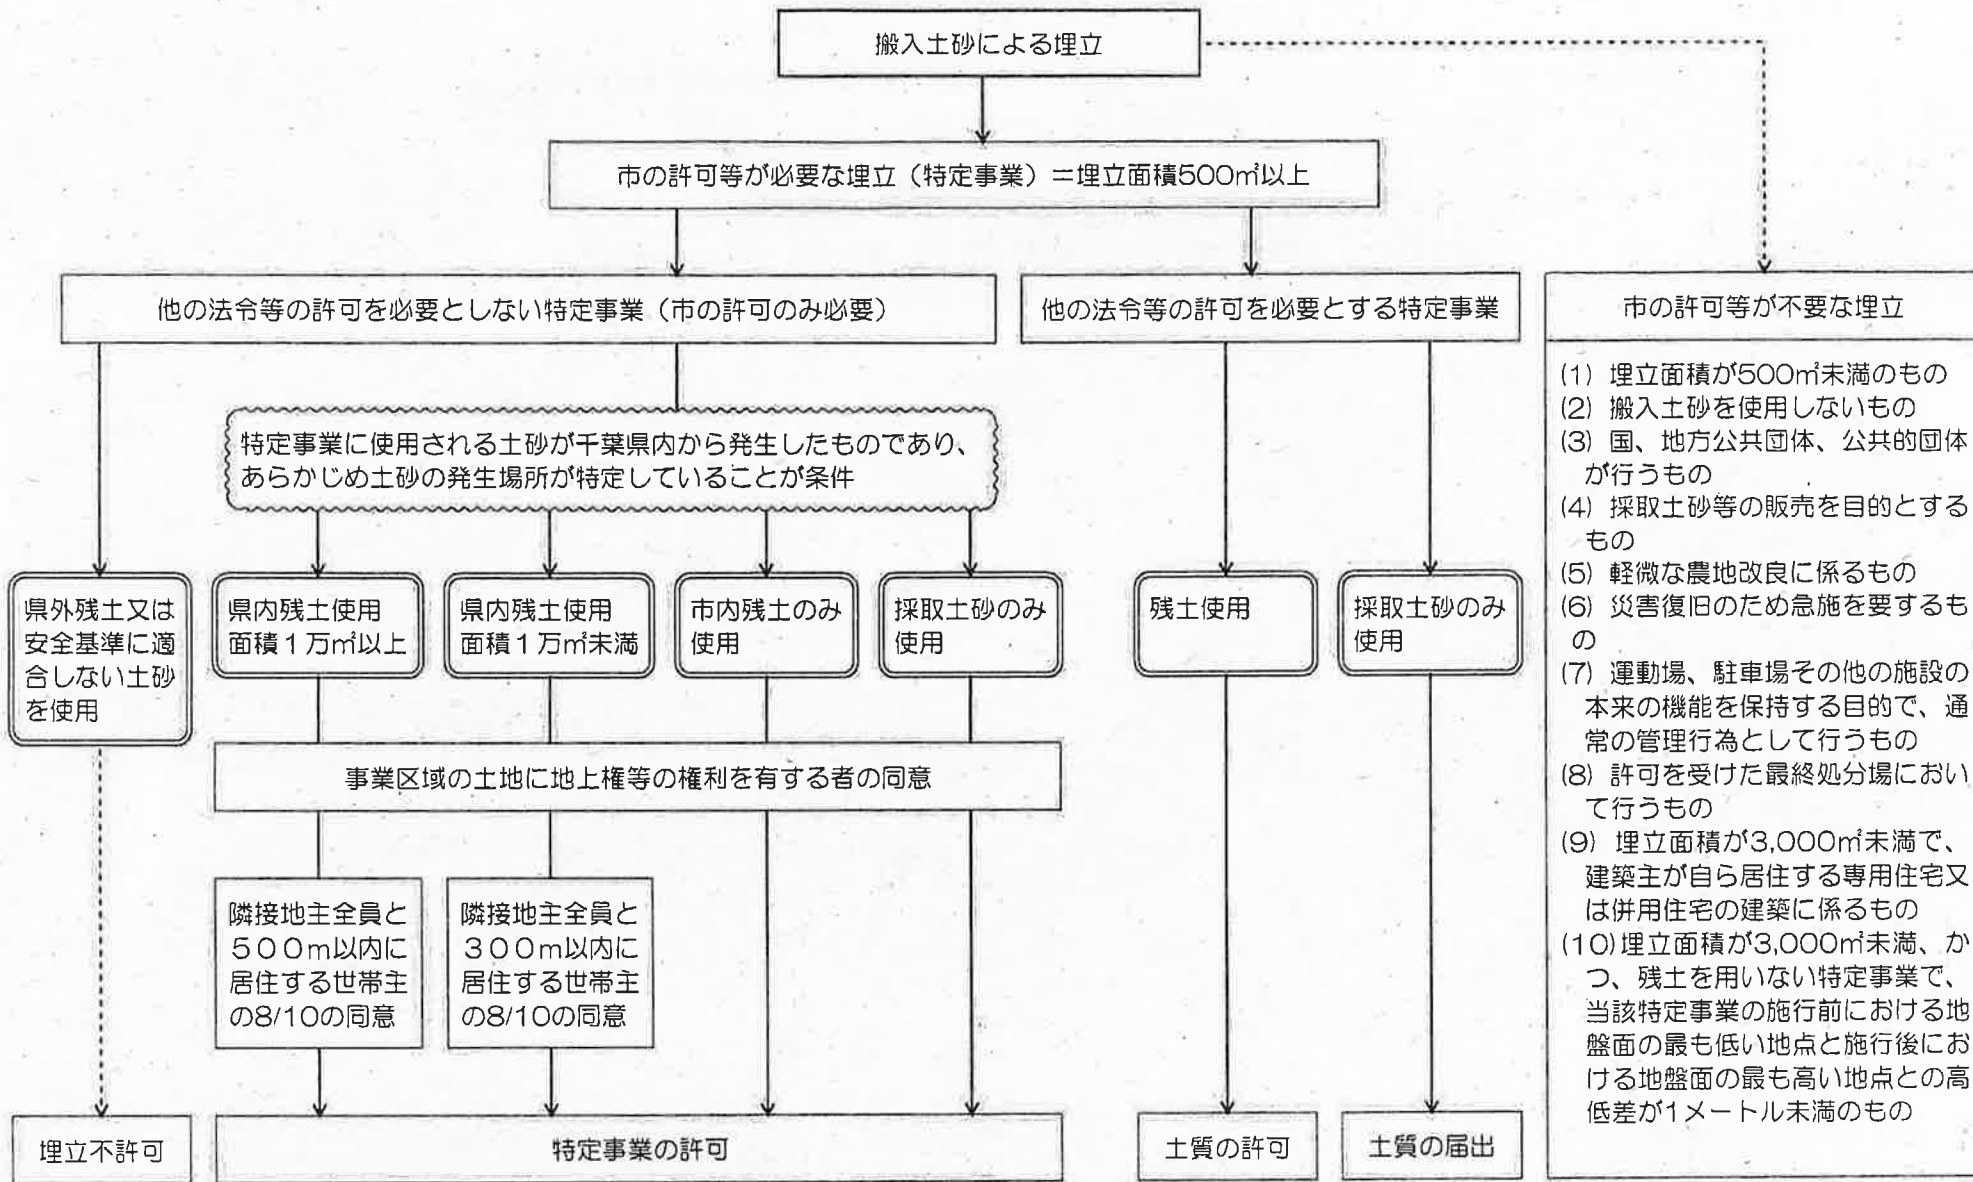 搬入土砂による埋立
市の許可等が必要な埋立（特定事業）＝埋立面積500㎡以上
他の法令等の許可を必要としない特定事業（市の許可のみ必要）
他の法令等の許可を必要とする特定事業
市の許可等が不要な埋立
特定事業に使用される土砂が千葉県内から発生したものであり、
あらかじめ土砂の発生場所が特定していることが条件
県外残土又は
安全基準に適
合しない土砂
を使用
県内残土使用
面積１万㎡以上
県内残土使用
面積１万㎡未満
市内残土のみ
使用
採取土砂のみ
使用
残土使用
採取土砂のみ
使用
事業区域の土地に地上権等の権利を有する者の同意
隣接地主全員と
５００ｍ以内に
居住する世帯主
の8/10の同意
隣接地主全員と
３００ｍ以内に
居住する世帯主
の8/10の同意
埋立不許可
特定事業の許可
土質の許可
土質の届出
(1) 埋立面積が500㎡未満のもの
(2) 搬入土砂を使用しないもの
(3) 国、地方公共団体、公共的団体
が行うもの
(4) 採取土砂等の販売を目的とする
もの
(5) 軽微な農地改良に係るもの
(6) 災害復旧のため急施を要するも
の
(7) 運動場、駐車場その他の施設の
本来の機能を保持する目的で、通
常の管理行為として行うもの
(8) 許可を受けた最終処分場におい
て行うもの
(9) 埋立面積が3,000㎡未満で、
建築主が自ら居住する専用住宅又
は併用住宅の建築に係るもの
(10)埋立面積が3,000㎡未満、か
つ、残土を用いない特定事業で、
当該特定事業の施行前における地
盤面の最も低い地点と施行後にお
ける地盤面の最も高い地点との高
低差が1メートル未満のもの